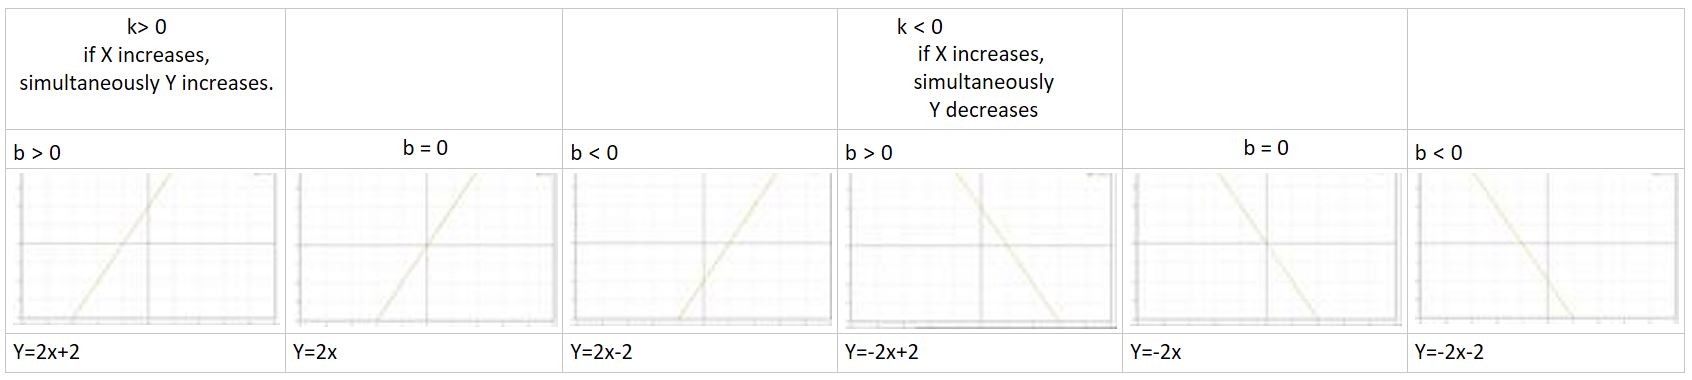 k> 0
if X increases,
simultaneously Y increases.
k < 0
if X increases,
simultaneously
Y decreases
b > 0
b = 0
b < 0
b > 0
b = 0
b < 0
Y=2x+2
Y=2x
Y=2x-2
Y=-2x+2
Y=-2x
Y=-2x-2